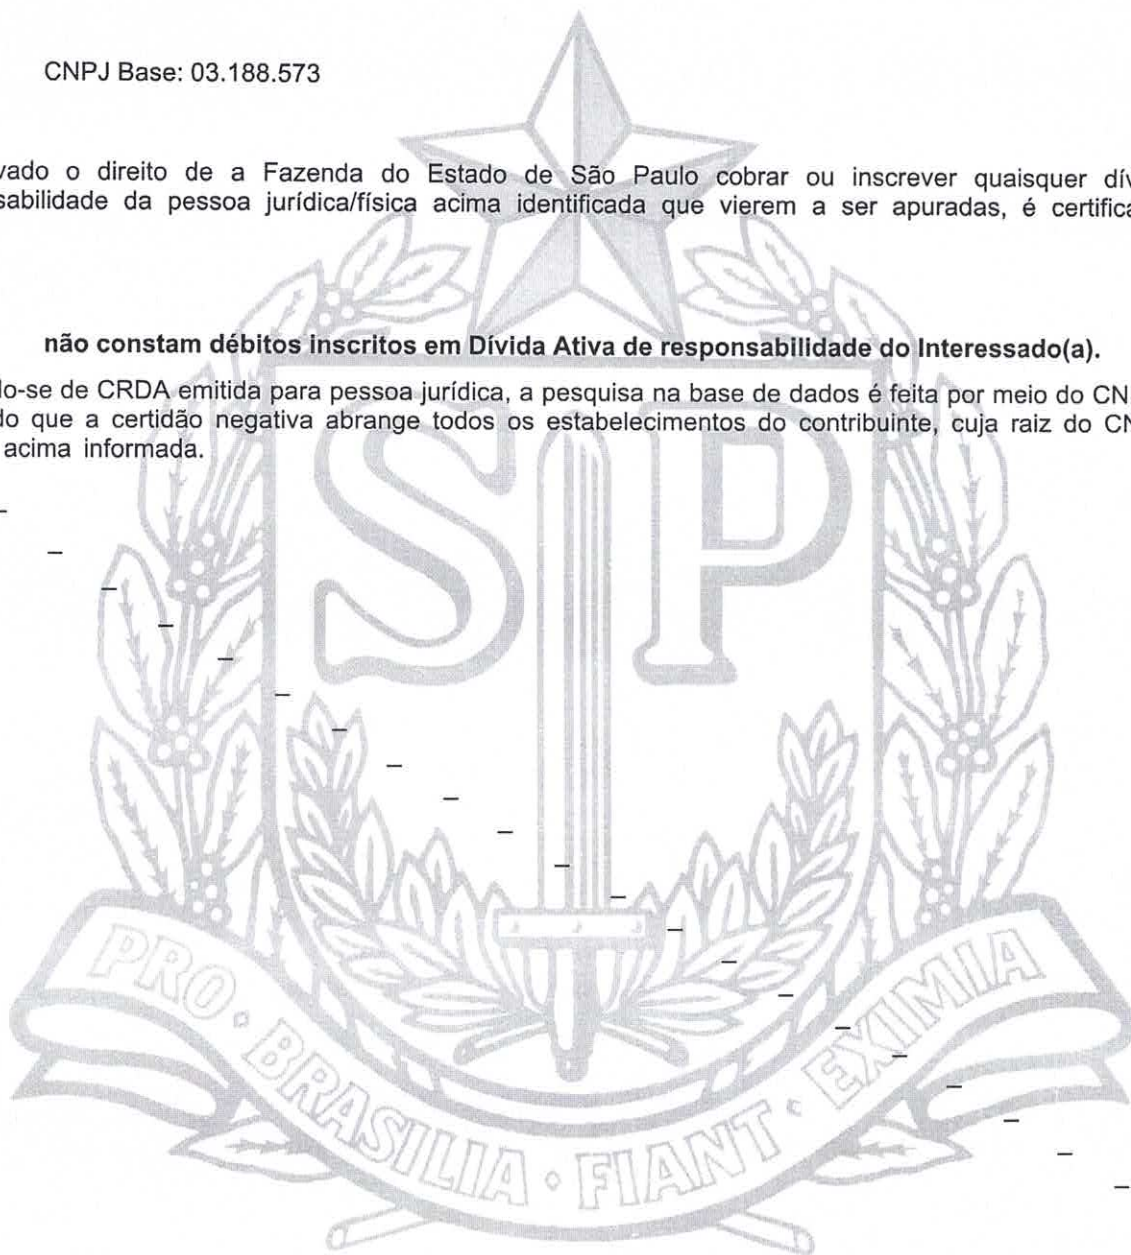 CNPJ Base: 03.188.573
vado o direito de a Fazenda do Estado de São Paulo cobrar ou inscrever quaisquer dív
sabilidade da pessoa jurídica/física acima identificada que vierem a ser apuradas, é certifica
não constam débitos inscritos em Dívida Ativa de responsabilidade do Interessado(a).
lo-se de CRDA emitida para pessoa jurídica, a pesquisa na base de dados é feita por meio do CN
do que a certidão negativa abrange todos os estabelecimentos do contribuinte, cuja raiz do CN
acima informada.
SP
PRO · BRASILIA · FIANT · EXIMIA